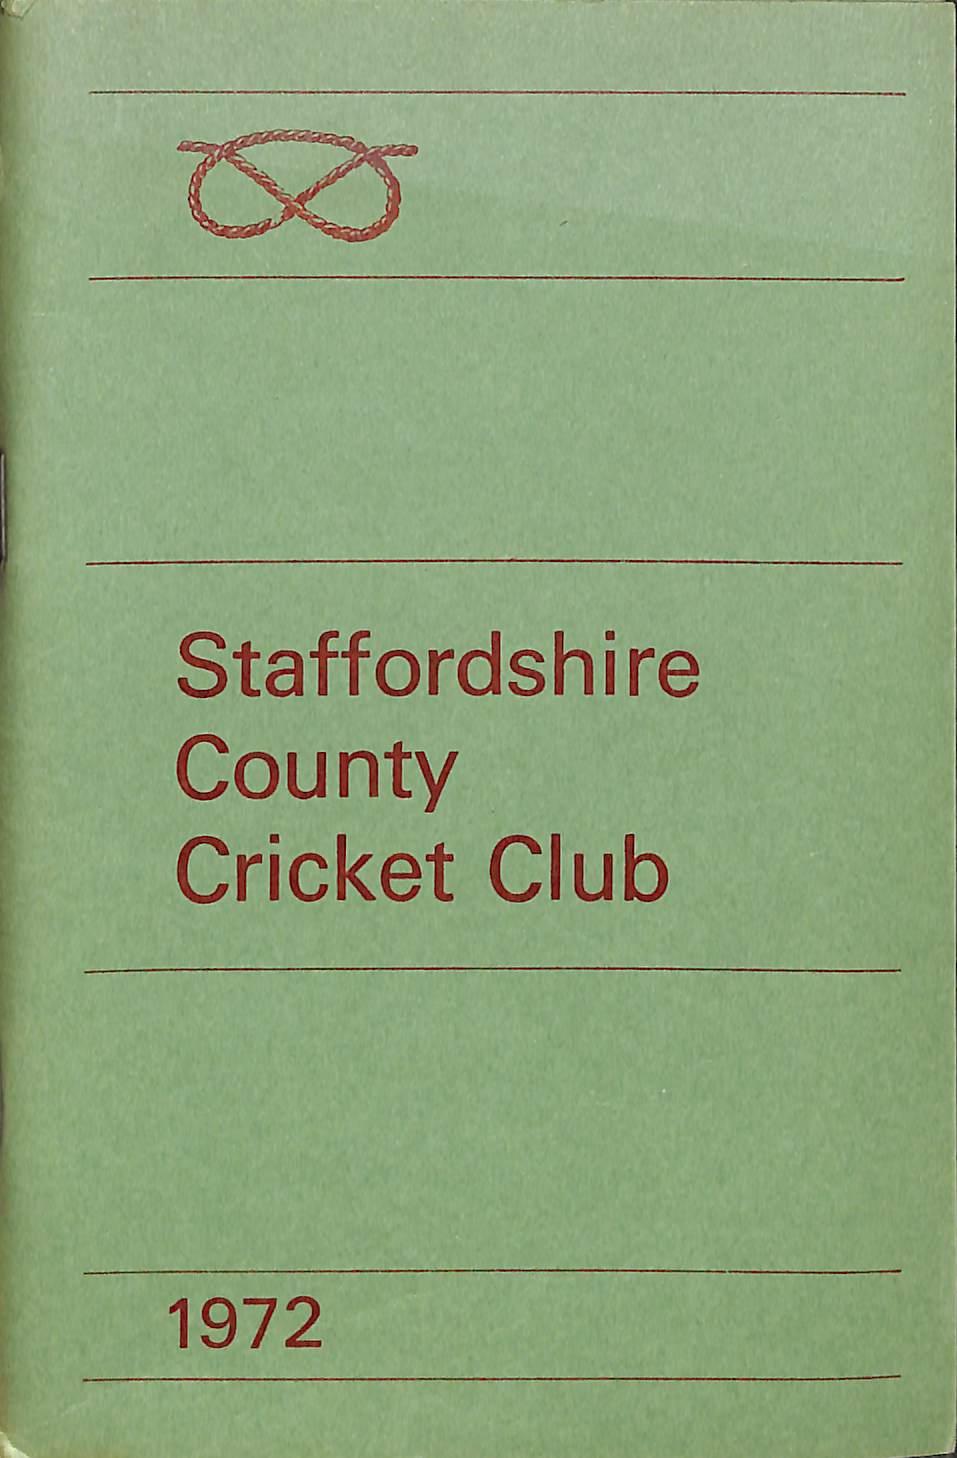 Staffordshire
County
Cricket Club
1972